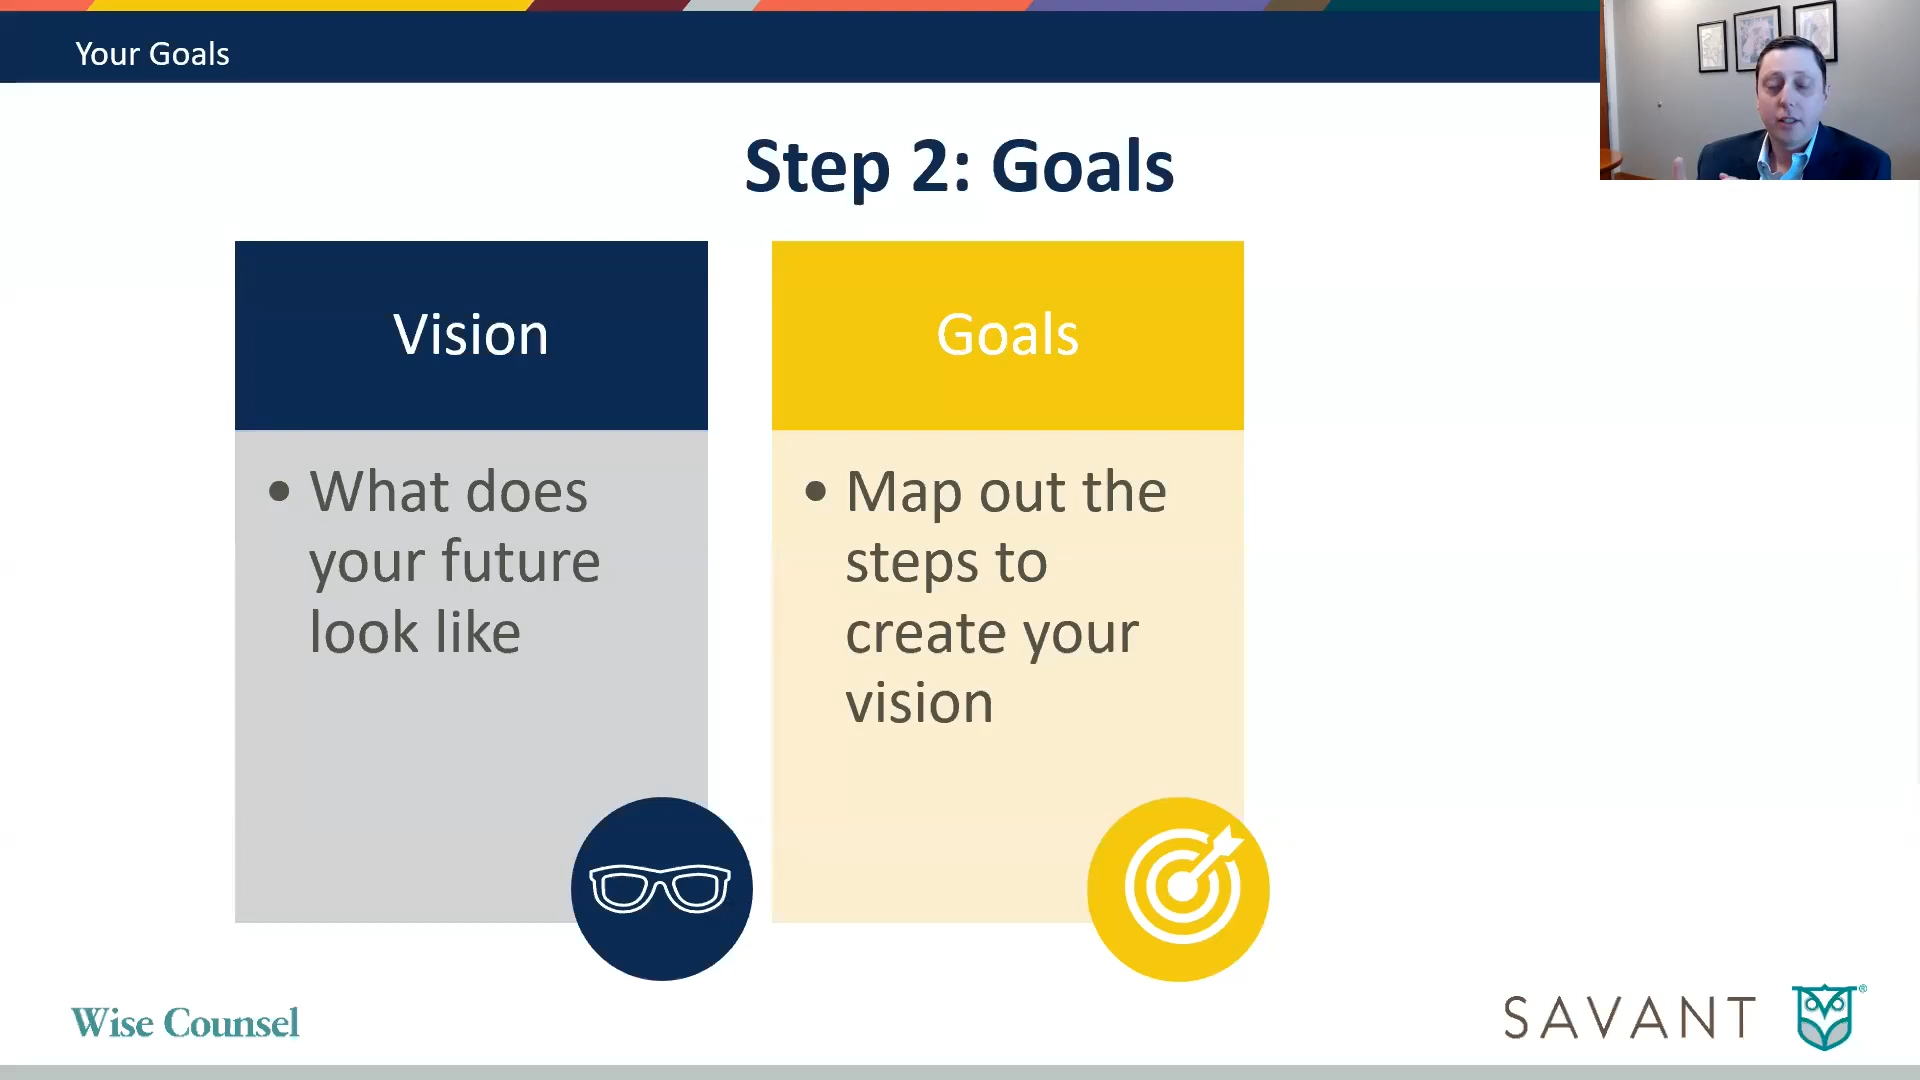 Your Goals
Step 2: Goals
Vision
• What does
your future
look like
Goals
• Map out the
steps to
create your
vision
Wise Counsel
SAVANT
®